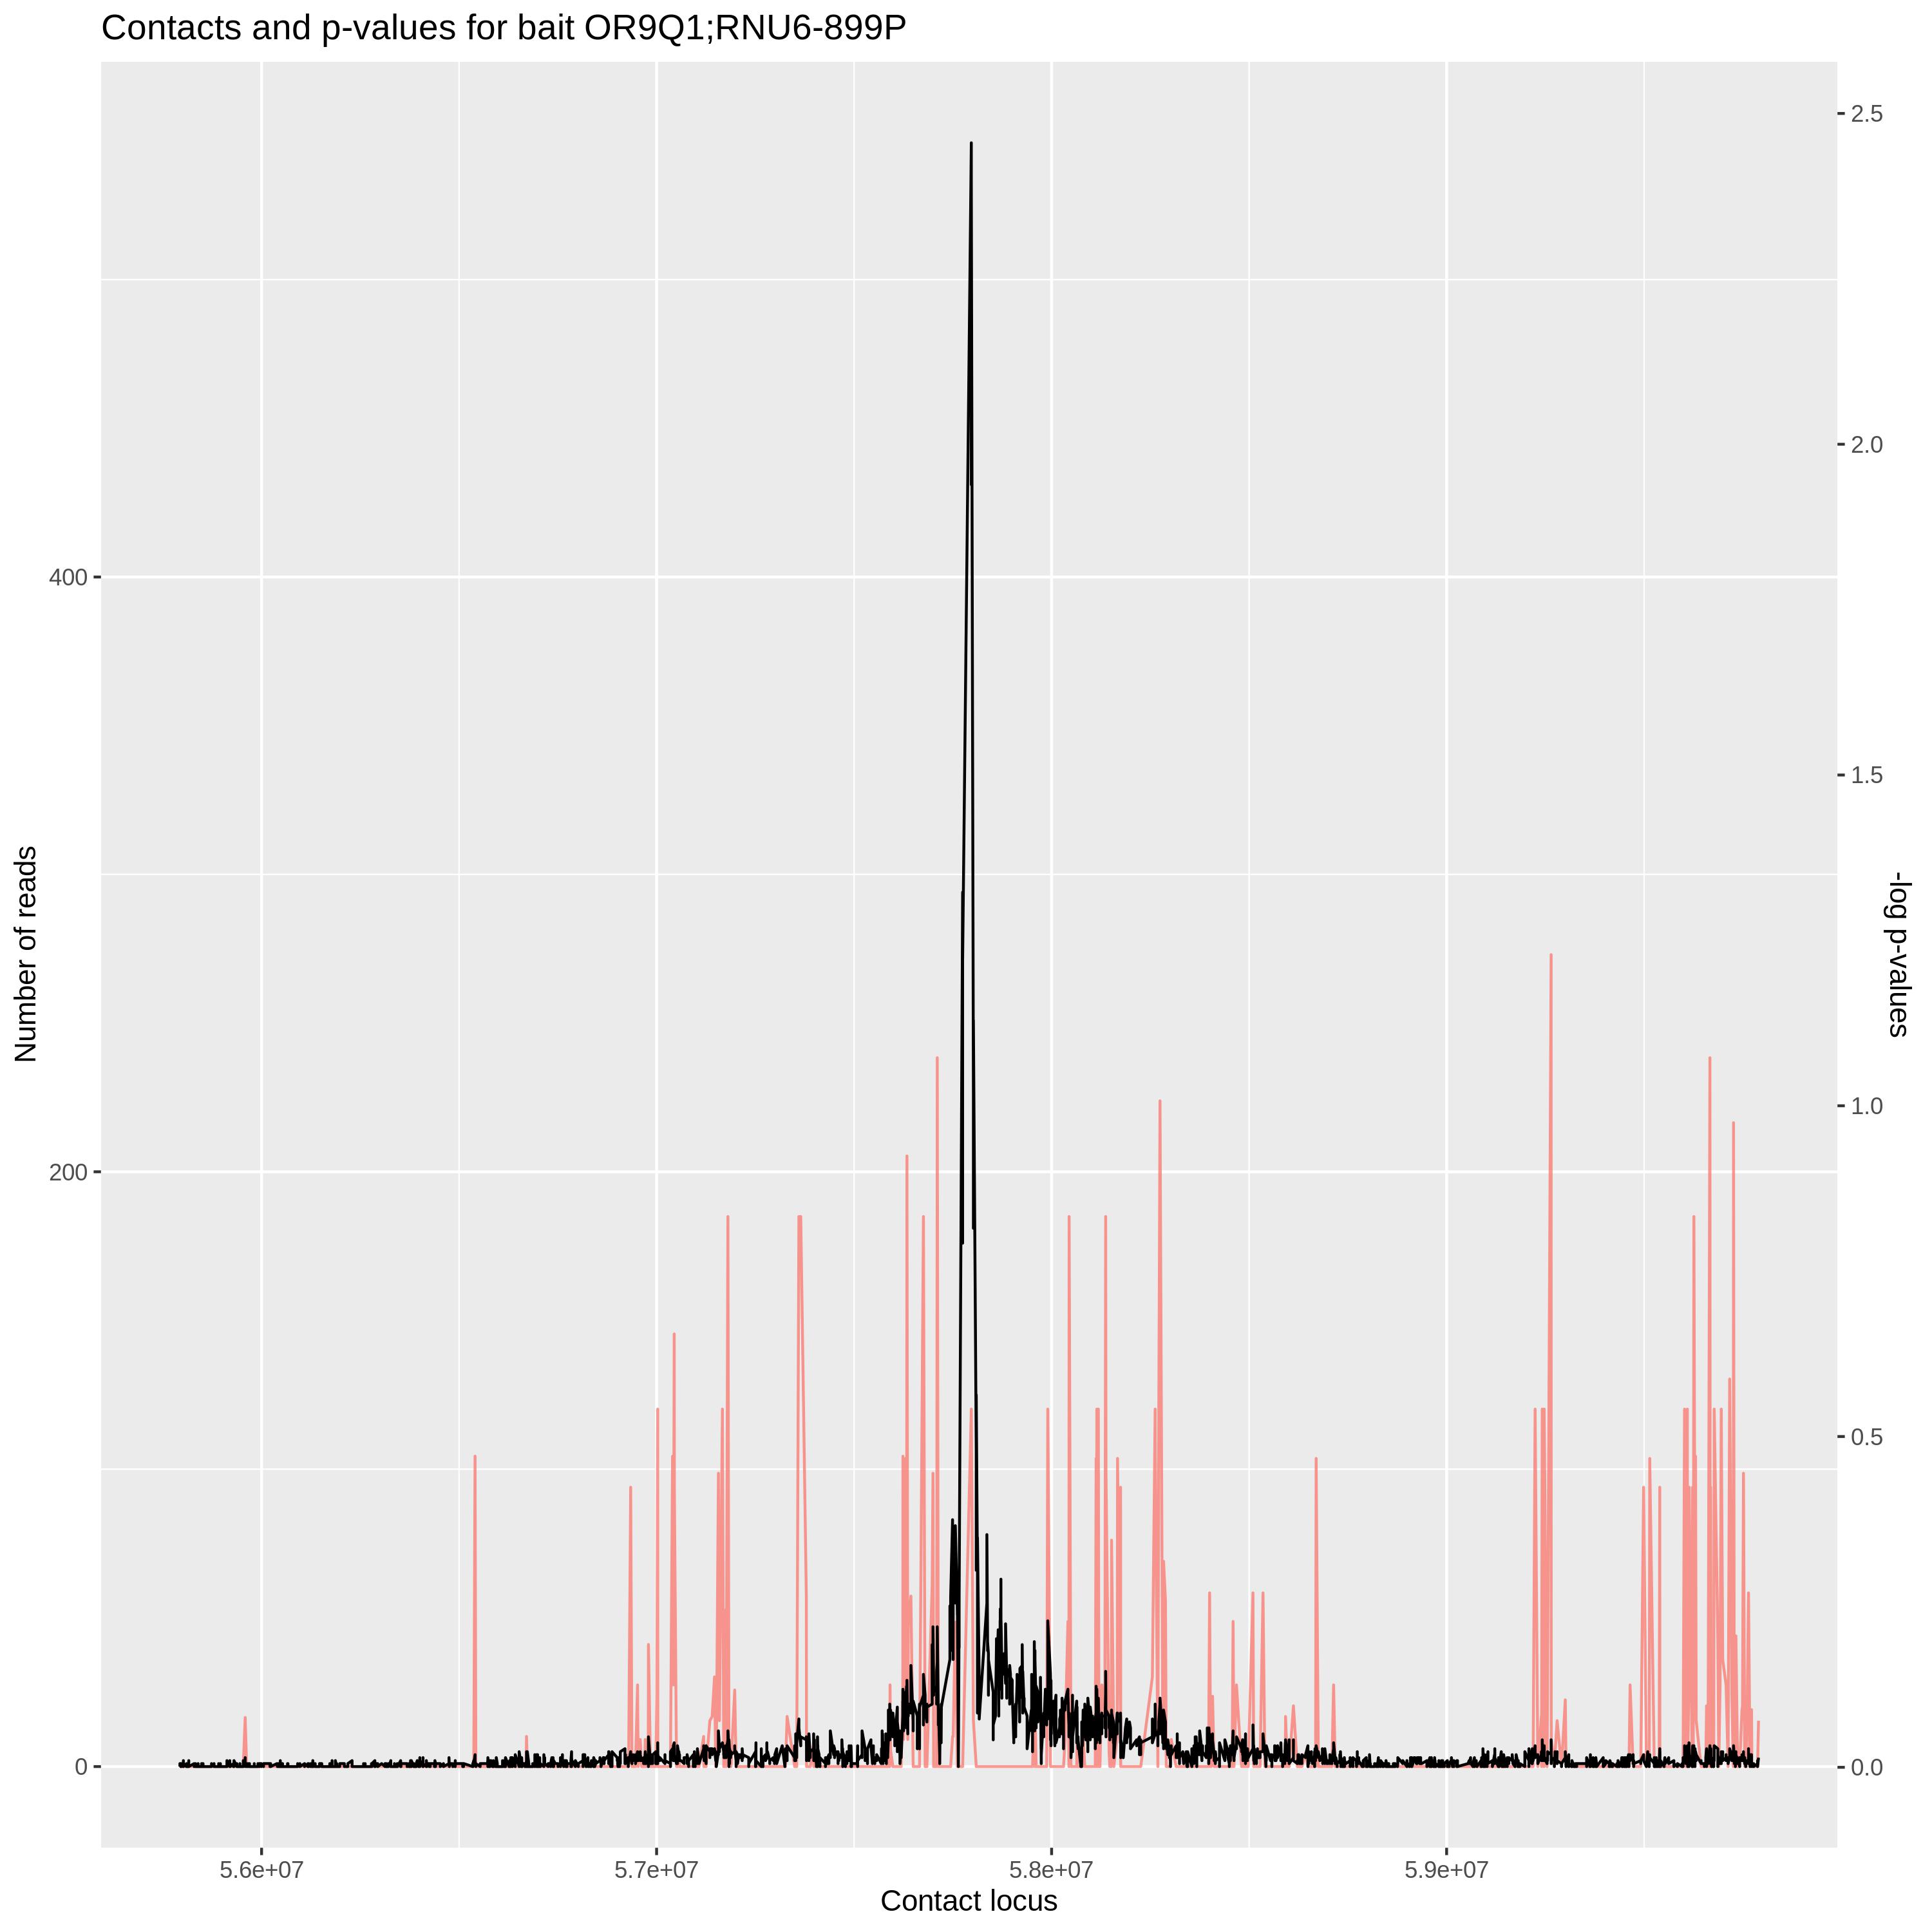 Contacts and p-values for bait OR9Q1;RNU6-899P
2.5
2.0
400
1.5
Number of reads
-log p-values
1.0
200
0.5
0
0.0
5.6e+07 5.7e+07 5.8e+07 5.9e+07
Contact locus